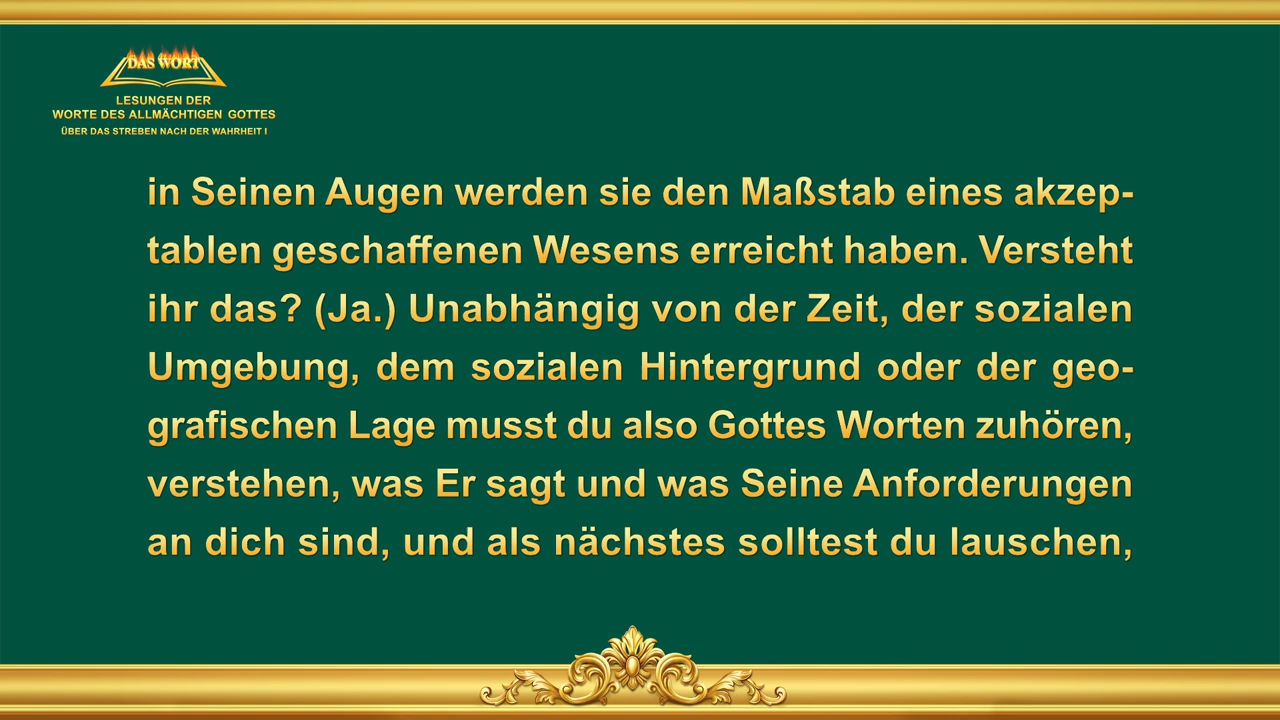 DAS WORT
LESUNGEN DER
WORTE DES ALLMÄCHTIGEN GOTTES
ÜBER DAS STREBEN NACH DER WAHRHEIT I
in Seinen Augen werden sie den Maßstab eines akzep-
tablen geschaffenen Wesens erreicht haben. Versteht
ihr das? (Ja.) Unabhängig von der Zeit, der sozialen
Umgebung, dem sozialen Hintergrund oder der geo-
grafischen Lage musst du also Gottes Worten zuhören,
verstehen, was Er sagt und was Seine Anforderungen
an dich sind, und als nächstes solltest du lauschen,